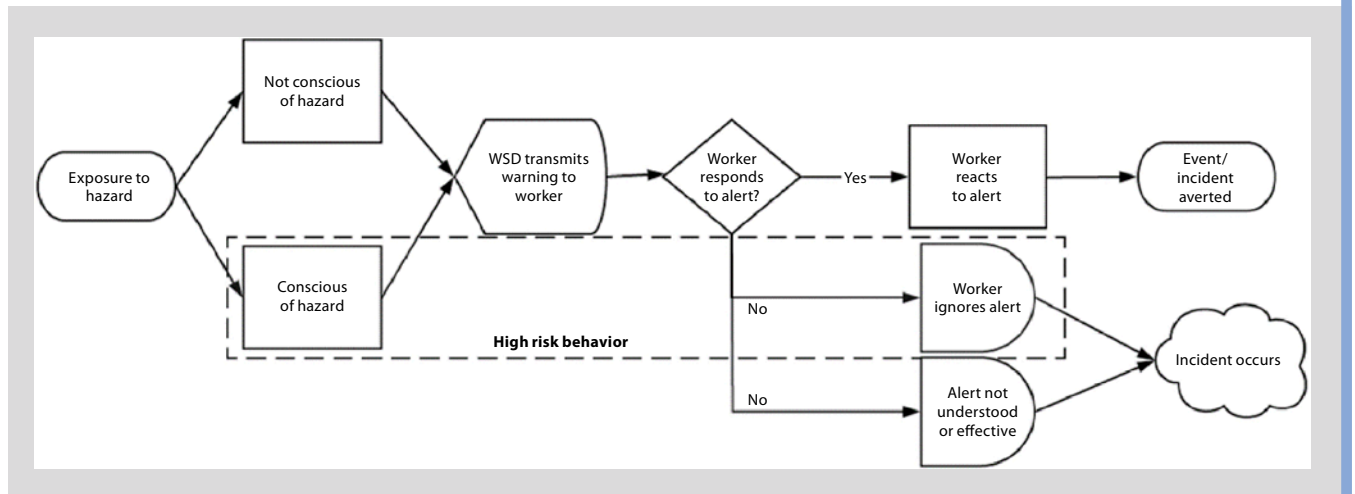 Not conscious
of hazard
Exposure to
hazard
Conscious
of hazard
WSD transmits
warning to
worker
Worker
responds
to alert?
Yes
Worker
reacts
to alert
Event/
incident
averted
No
Worker
ignores alert
High risk behavior
No
Alert not
understood
or effective
Incident occurs